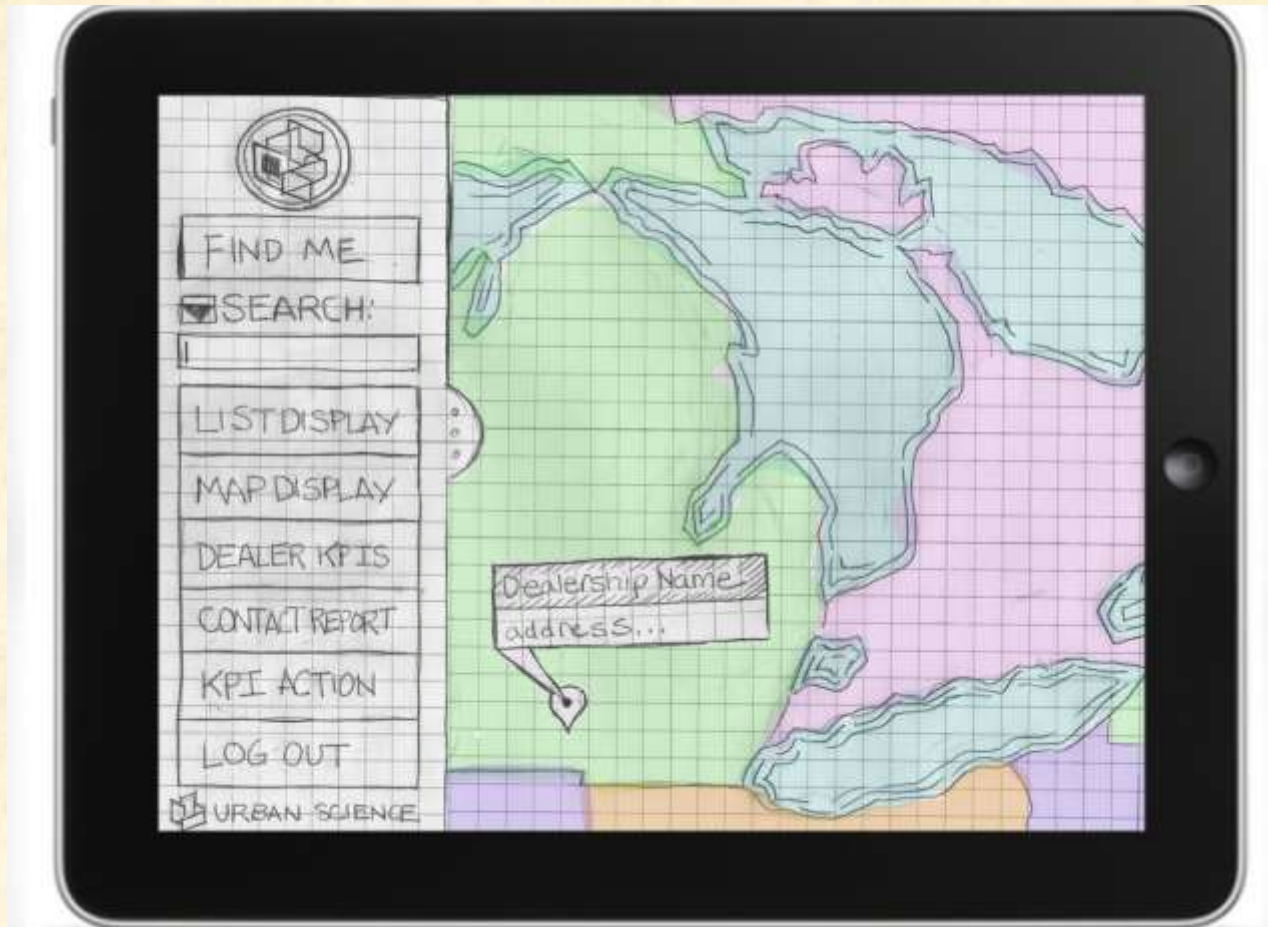 FIND ME
SEARCH:
LIST DISPLAY
MAP DISPLAY
DEALER KPIS
CONTACT REPORT
KPI ACTION
LOG OUT
URBAN SCIENCE
Dealership Name
address...